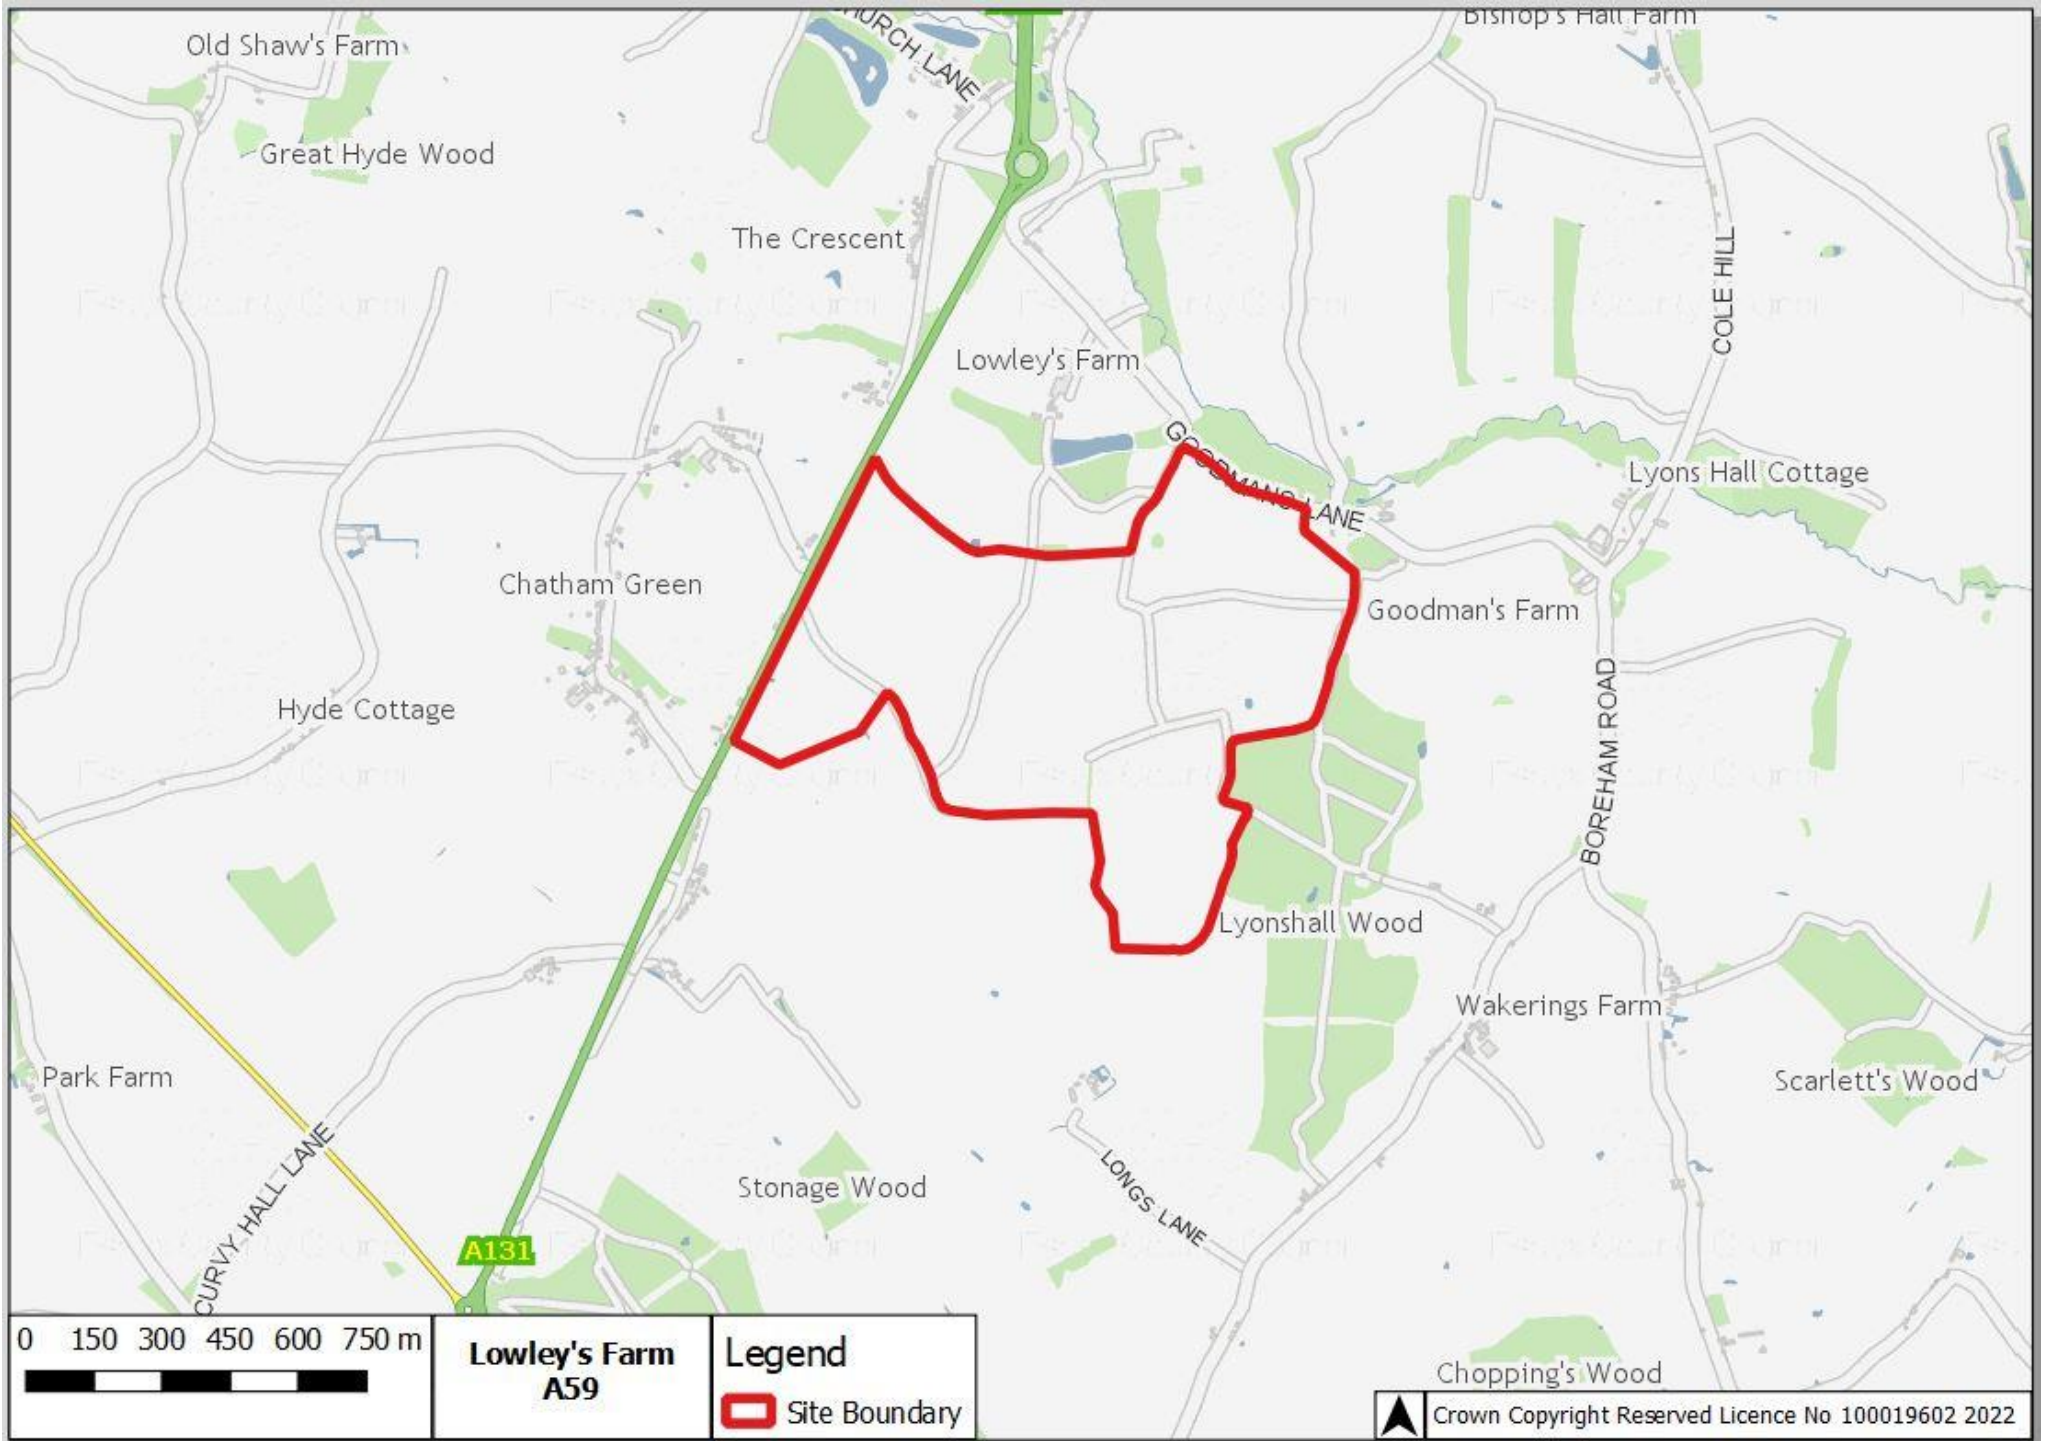 Bishop's Hall Farm
Old Shaw's Farm
CHURCH LANE
Great Hyde Wood
The Crescent
COLE HILL
Lowley's Farm
GOODMANS LANE
Lyons Hall Cottage
Chatham Green
Goodman's Farm
Hyde Cottage
BOREHAM ROAD
Lyonshall Wood
Wakerings Farm
Park Farm
Scarlett's Wood
CURVY HALL LANE
LONGS LANE
Stonage Wood
A131
Chopping's Wood
0 150 300 450 600 750 m
Lowley's Farm
A59
Legend
Site Boundary
Crown Copyright Reserved Licence No 100019602 2022